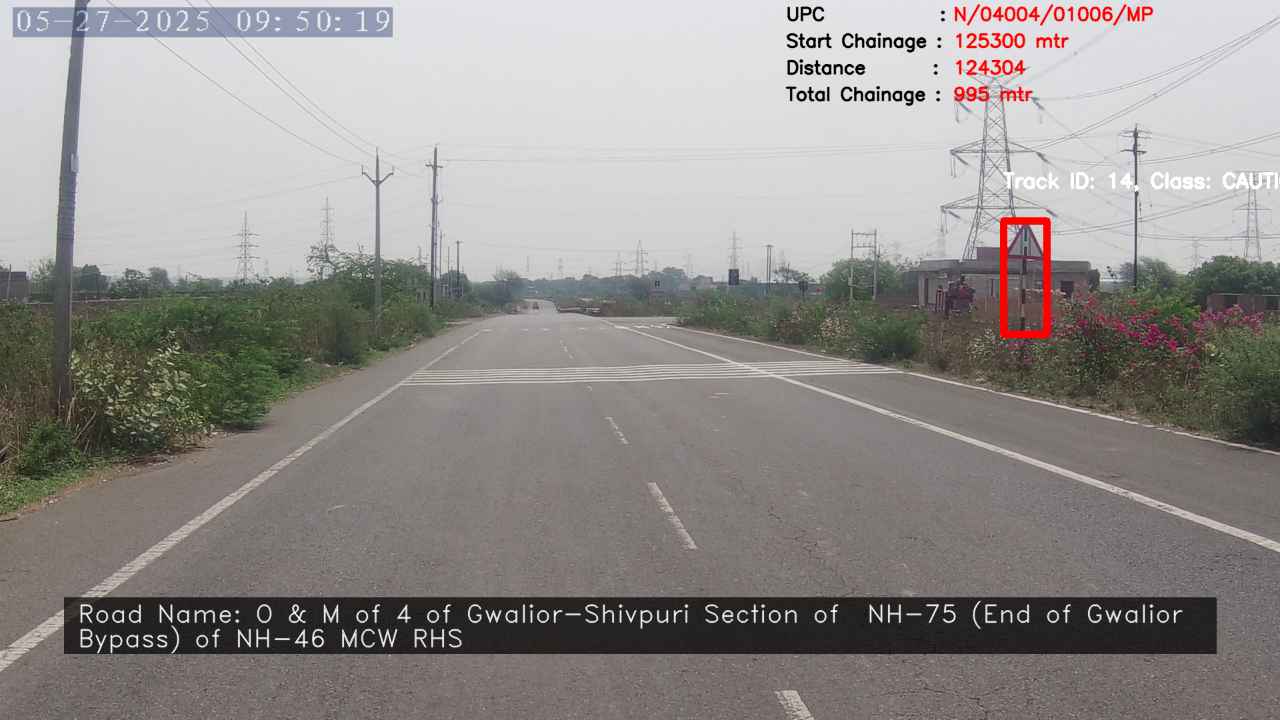 05-27-2025 09:50:19
UPC : N/04004/01006/MP
Start Chainage : 125300 mtr
Distance : 124304
Total Chainage : 995 mtr
Track ID: 14, Class: CAUTI
Road Name: O & M of 4 of Gwalior-Shivpuri Section of NH-75 (End of Gwalior
Bypass) of NH-46 MCW RHS